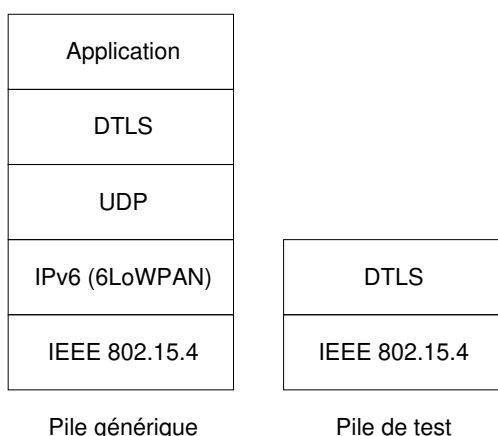 Application
DTLS
UDP
IPv6 (6LoWPAN)
IEEE 802.15.4
Pile générique
DTLS
IEEE 802.15.4
Pile de test